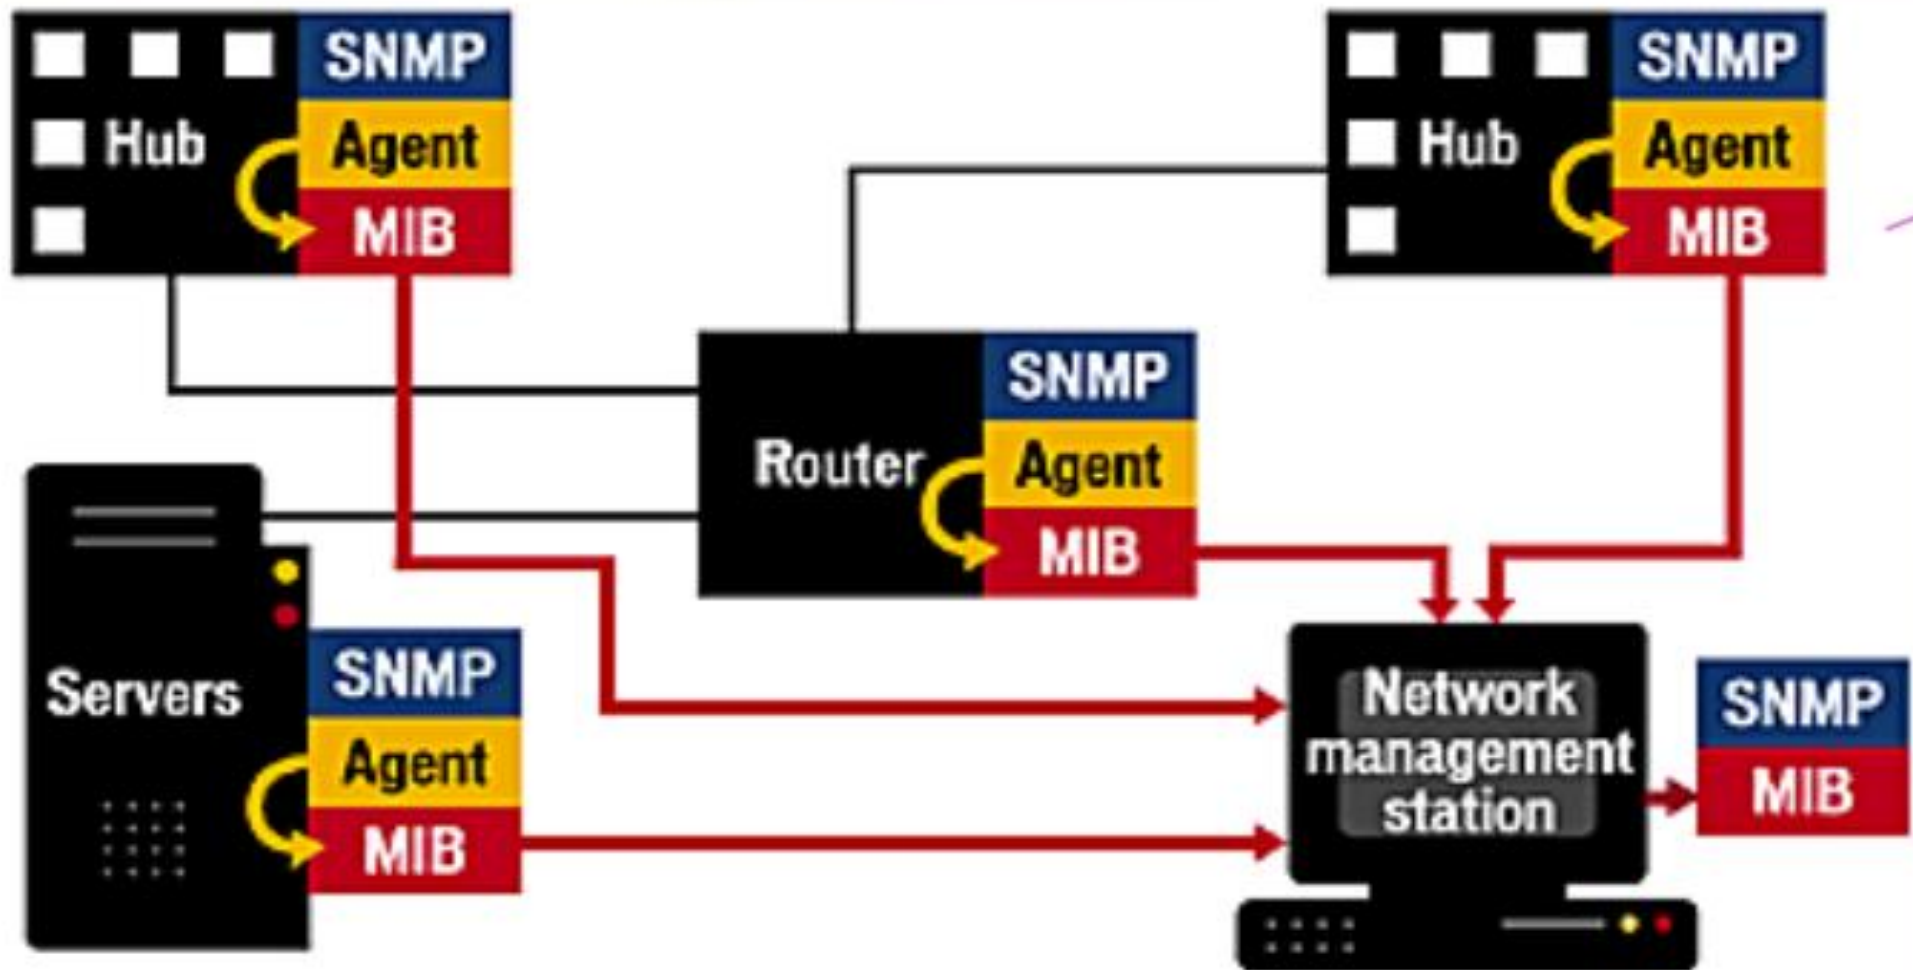 SNMP
Hub
Agent
MIB
SNMP
Hub
Agent
MIB
SNMP
Router
Agent
MIB
Servers
SNMP
Agent
MIB
Network
management
station
SNMP
MIB